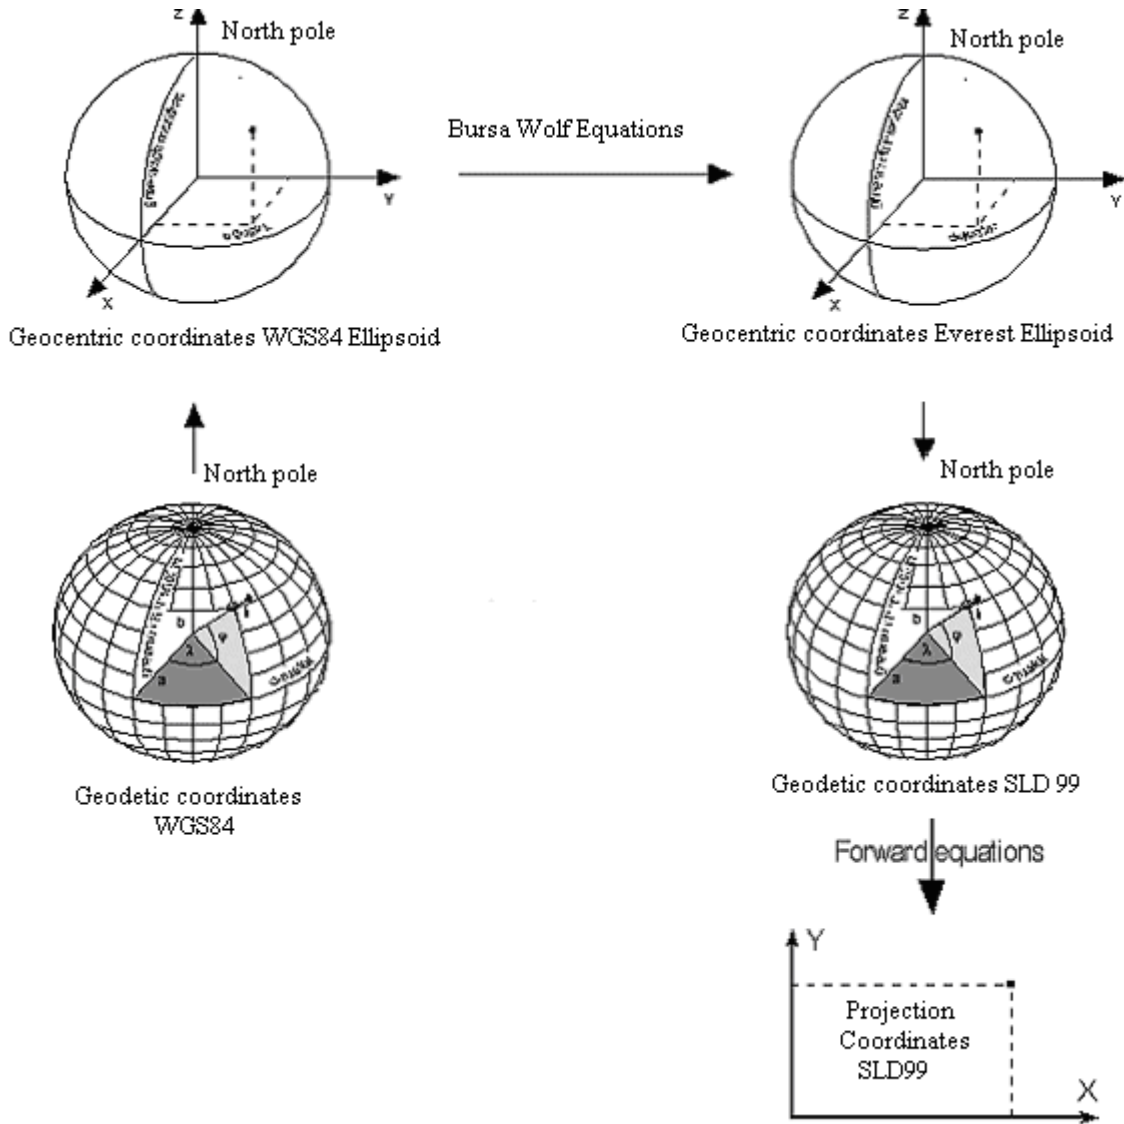 Z
North pole
Y
X
Geocentric coordinates WGS84 Ellipsoid
Bursa Wolf Equations
Z
North pole
Y
X
Geocentric coordinates Everest Ellipsoid
North pole
λ
φ
Geodetic coordinates
WGS84
North pole
λ
φ
Geodetic coordinates SLD 99
Forward equations
Y
Projection
Coordinates
SLD99
X